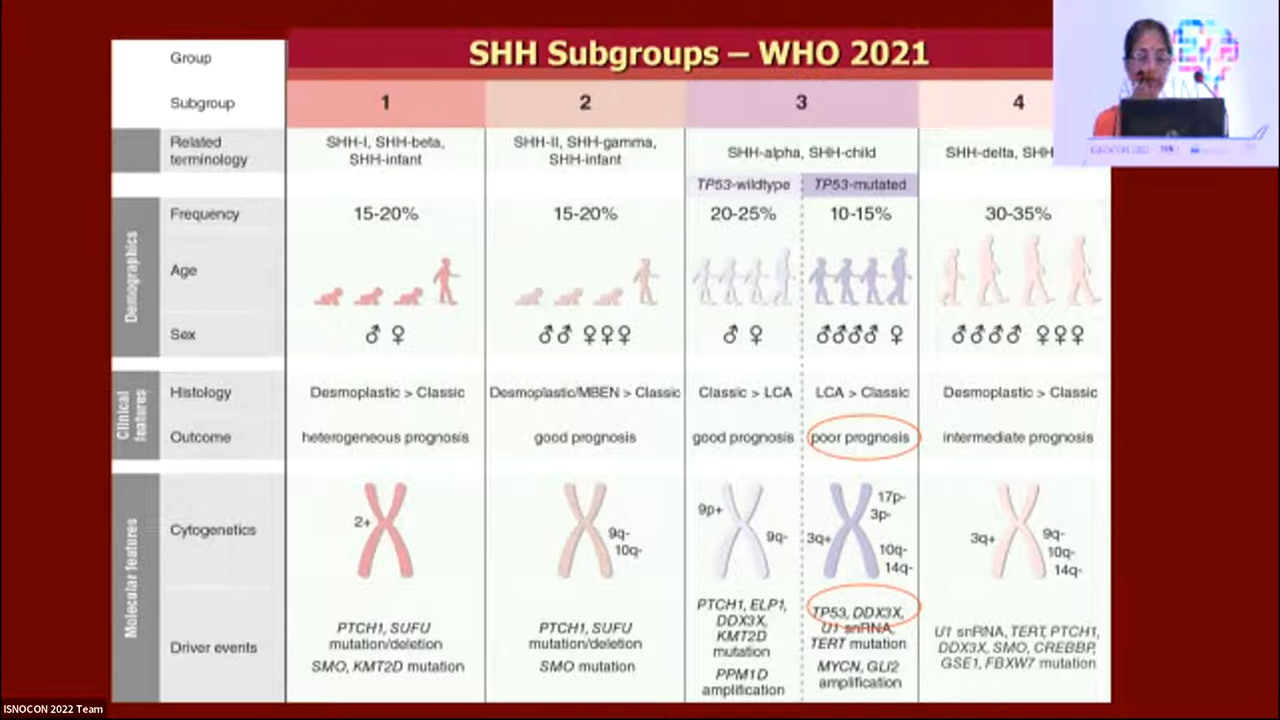 SHH Subgroups – WHO 2021
Group
Subgroup 1 2 3 4
Related terminology
SHH-I, SHH-beta,
SHH-infant
SHH-II, SHH-gamma,
SHH-infant
SHH-alpha, SHH-child
SHH-delta, SHH
TP53-wildtype TP53-mutated
Demographics
Frequency 15-20% 15-20% 20-25% 10-15% 30-35%
Age
Sex ♂ ♀ ♂♂ ♀♀♀ ♂ ♀ ♂♂♂♂ ♀ ♂♂♂♂ ♀♀♀
Clinical
features
Histology Desmoplastic > Classic Desmoplastic/MBEN > Classic Classic > LCA LCA > Classic Desmoplastic > Classic
Outcome heterogeneous prognosis good prognosis good prognosis poor prognosis intermediate prognosis
Molecular features
Cytogenetics
2+
9q-
10q-
9p+
9q-
17p-
3p-
3q+
10q-
14q-
3q+
9q-
10q-
14q-
Driver events
PTCH1, SUFU
mutation/deletion
SMO, KMT2D mutation
PTCH1, SUFU
mutation/deletion
SMO mutation
PTCH1, ELP1,
DDX3X,
KMT2D
mutation
PPM1D
amplification
TP53, DDX3X,
U1 snRNA,
TERT mutation
MYCN, GLI2
amplification
U1 snRNA, TERT, PTCH1,
DDX3X, SMO, CREBBP,
GSE1, FBXW7 mutation
ISNOCON 2022 Team